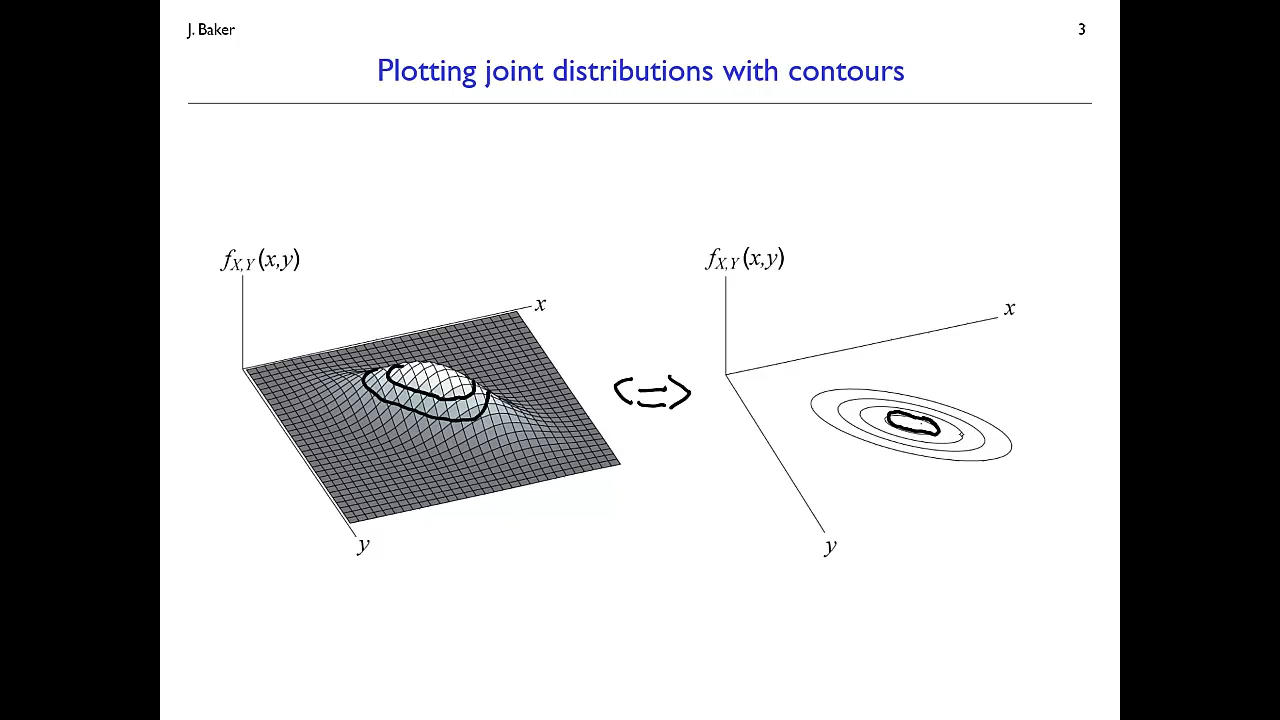 J. Baker
3
Plotting joint distributions with contours
fX,Y (x,y)
x
y
fX,Y (x,y)
x
y